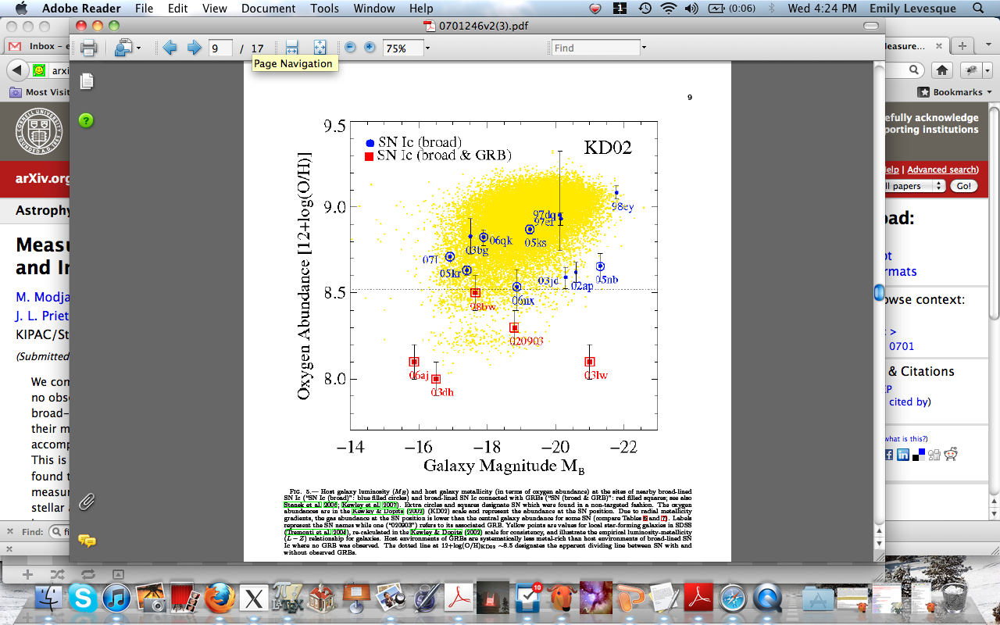 Adobe Reader File Edit View Document Tools Window Help
(0:06) Wed 4:24 PM Emily Levesque
0701246v2(3).pdf
9 / 17 75% Find
Page Navigation
Inbox – e
arxi
Most Visit
Bookmarks
easure...
efully acknowledge
porting institutions
arXiv.org
elp | Advanced search)
ll papers Go!
Astrophy
Measu
and In
M. Modja
J. L. Priet
KIPAC/St
(Submitted
We con
no obse
broad-
their m
accomp
This is
found t
measur
stellar a
oad:
ormats
owse context:
0701
& Citations
cited by)
what is this?)
Find: fi
9
SN Ic (broad)
SN Ic (broad & GRB)
KD02
Oxygen Abundance [12+log(O/H)]
9.5
9.0
8.5
8.0
98ey
97dq
97ef
05ks
06qk
03bg
07I
05kr
03jd
02ap
05nb
06nx
98bw
020903
06aj
03dh
03lw
−14 −16 −18 −20 −22
Galaxy Magnitude MB
FIG. 5.— Host galaxy luminosity (MB) and host galaxy metallicity (in terms of oxygen abundance) at the sites of nearby broad-lined
SN Ic ("SN Ic (broad)": blue filled circles) and broad-lined SN Ic connected with GRBs ("SN (broad & GRB)": red filled squares; see also
Stanek et al. 2006; Kewley et al. 2007). Extra circles and squares designate SN which were found in a non-targeted fashion. The oxygen
abundances are in the Kewley & Dopita (2002) (KD02) scale and represent the abundance at the SN position. Due to radial metallicity
gradients, the gas abundance at the SN position is lower than the central galaxy abundance for some SN (compare Tables 6 and 7). Labels
represent the SN names while one ("020903") refers to its associated GRB. Yellow points are values for local star-forming galaxies in SDSS
(Tremonti et al. 2004), re-calculated in the Kewley & Dopita (2002) scale for consistency, and illustrate the empirical luminosity-metallicity
(L − Z) relationship for galaxies. Host environments of GRBs are systematically less metal-rich than host environments of broad-lined SN
Ic where no GRB was observed. The dotted line at 12+log(O/H)KD02 ∼8.5 designates the apparent dividing line between SN with and
without observed GRBs.
10